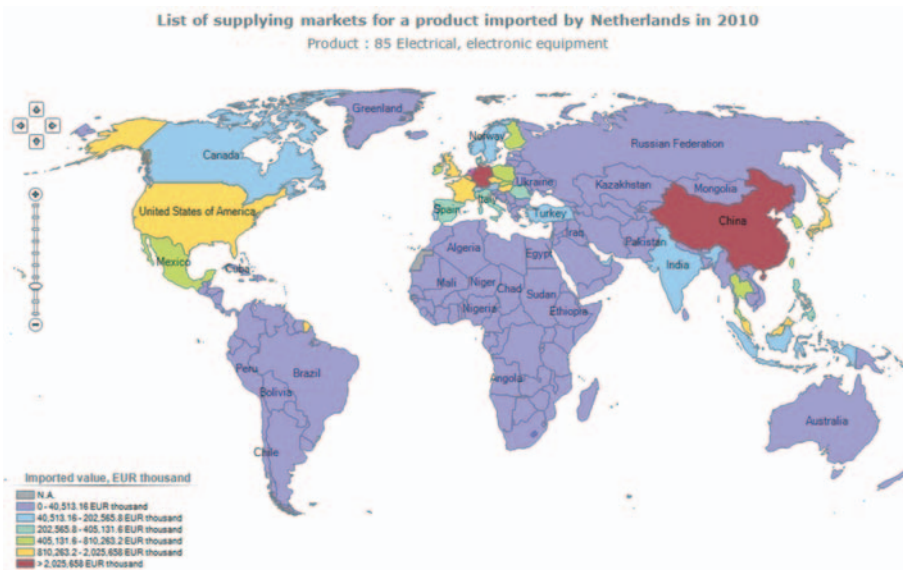 List of supplying markets for a product imported by Netherlands in 2010
Product : 85 Electrical, electronic equipment
Greenland
Norway
Russian Federation
Canada
Ukraine
Kazakhstan
Mongolia
United States of America
Spain
Italy
Turkey
China
Iraq
Pakistan
Algeria
Egypt
India
Mexico
Cuba
Mali
Niger
Chad
Sudan
Nigeria
Ethiopia
Peru
Brazil
Angola
Bolivia
Australia
Chile
Imported value, EUR thousand
N.A.
0 - 40,513.16 EUR thousand
40,513.16 - 202,565.8 EUR thousand
202,565.8 - 405,131.6 EUR thousand
405,131.6 - 810,263.2 EUR thousand
810,263.2 - 2,025,658 EUR thousand
> 2,025,658 EUR thousand